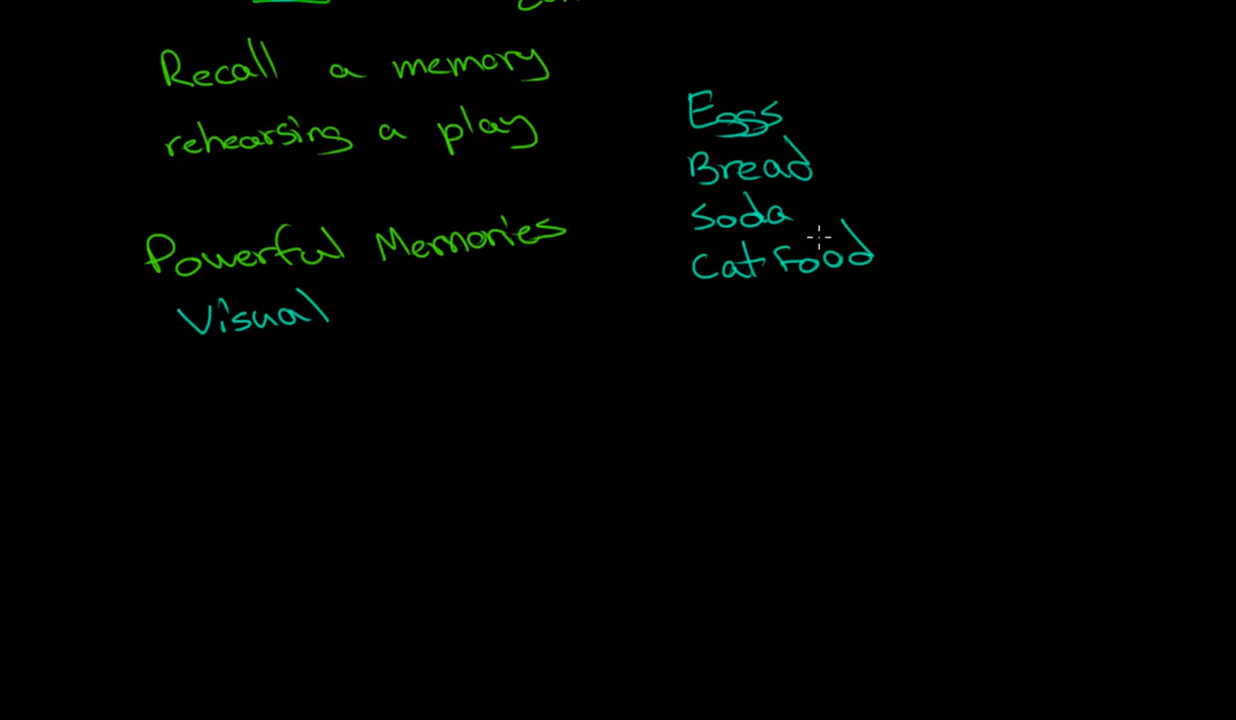 Recall a memory
rehearsing a play
Powerful Memories
Visual
Eggs
Bread
Soda
Cat Food